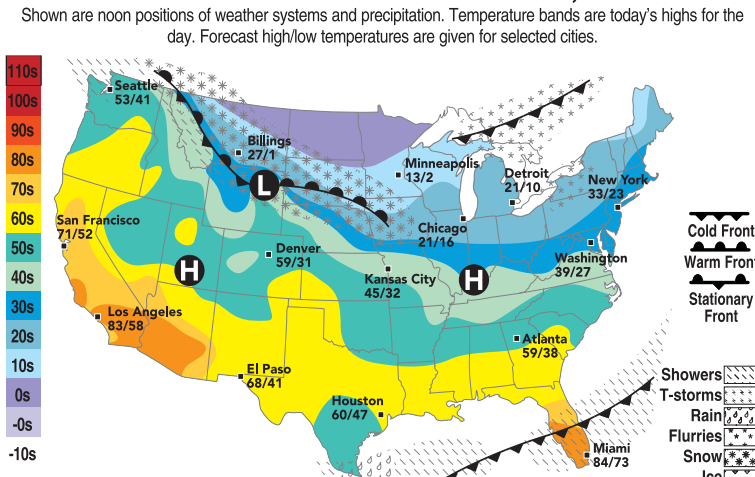 Shown are noon positions of weather systems and precipitation. Temperature bands are today's highs for the
day. Forecast high/low temperatures are given for selected cities.
110s
100s
90s
80s
70s
60s
50s
40s
30s
20s
10s
0s
-0s
-10s
Seattle
53/41
Billings
27/1
Minneapolis
13/2
Detroit
21/10
New York
33/23
San Francisco
71/52
L
Chicago
21/16
Denver
59/31
H
Kansas City
45/32
H
Washington
39/27
Los Angeles
83/58
Atlanta
59/38
El Paso
68/41
Houston
60/47
Miami
84/73
Cold Front
Warm Front
Stationary
Front
Showers
T-storms
Rain
Flurries
Snow
Ice